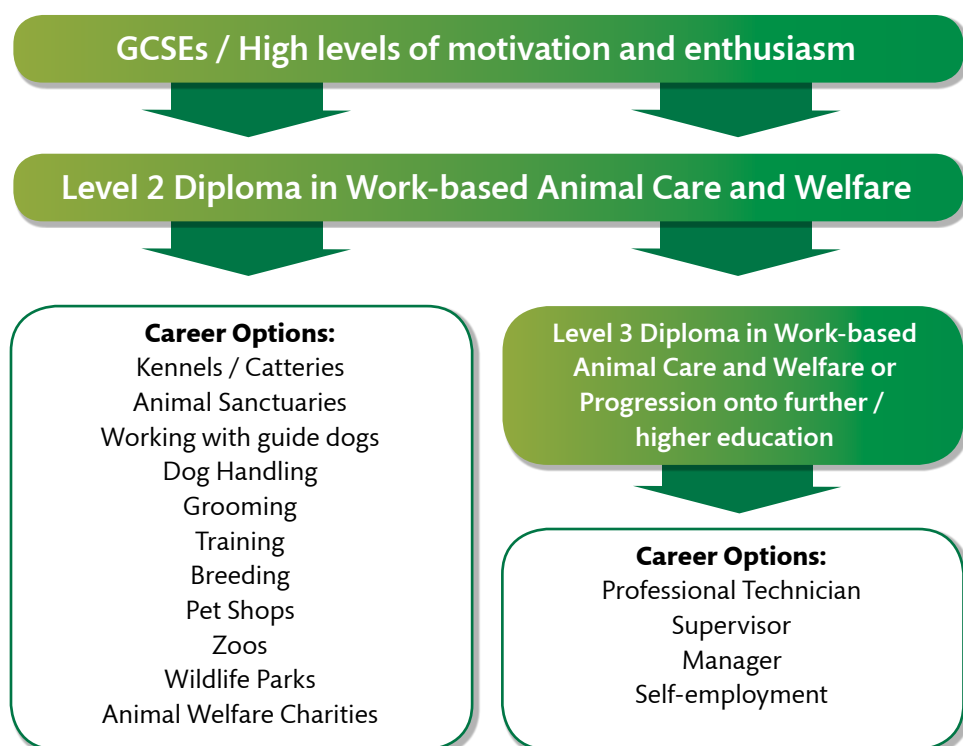 GCSEs / High levels of motivation and enthusiasm
Level 2 Diploma in Work-based Animal Care and Welfare
Career Options:
Kennels / Catteries
Animal Sanctuaries
Working with guide dogs
Dog Handling
Grooming
Training
Breeding
Pet Shops
Zoos
Wildlife Parks
Animal Welfare Charities
Level 3 Diploma in Work-based
Animal Care and Welfare or
Progression onto further /
higher education
Career Options:
Professional Technician
Supervisor
Manager
Self-employment